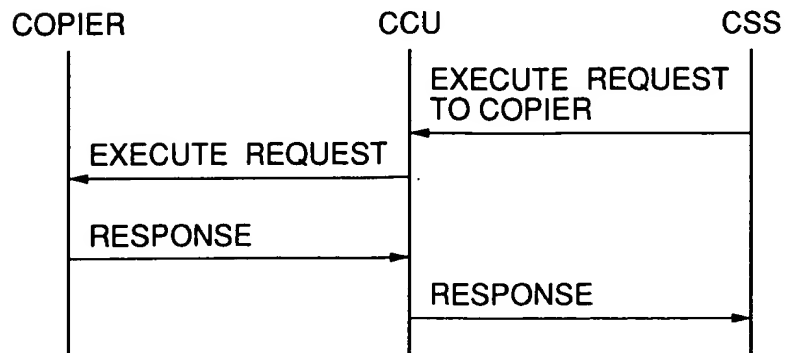 COPIER CCU CSS
EXECUTE REQUEST
TO COPIER
EXECUTE REQUEST
RESPONSE
RESPONSE